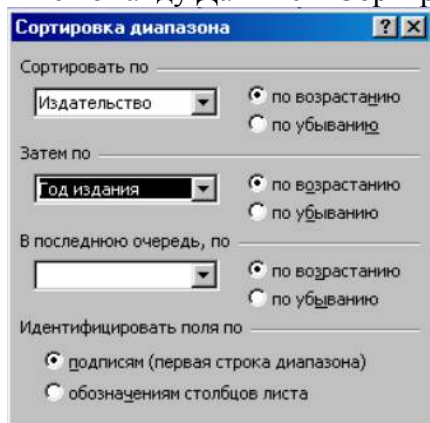 Сортировка диапазона
Сортировать по
Издательство
по возрастанию
по убыванию
Затем по
Год издания
по возрастанию
по убыванию
В последнюю очередь, по
по возрастанию
по убыванию
Идентифицировать поля по
подписям (первая строка диапазона)
обозначениям столбцов листа